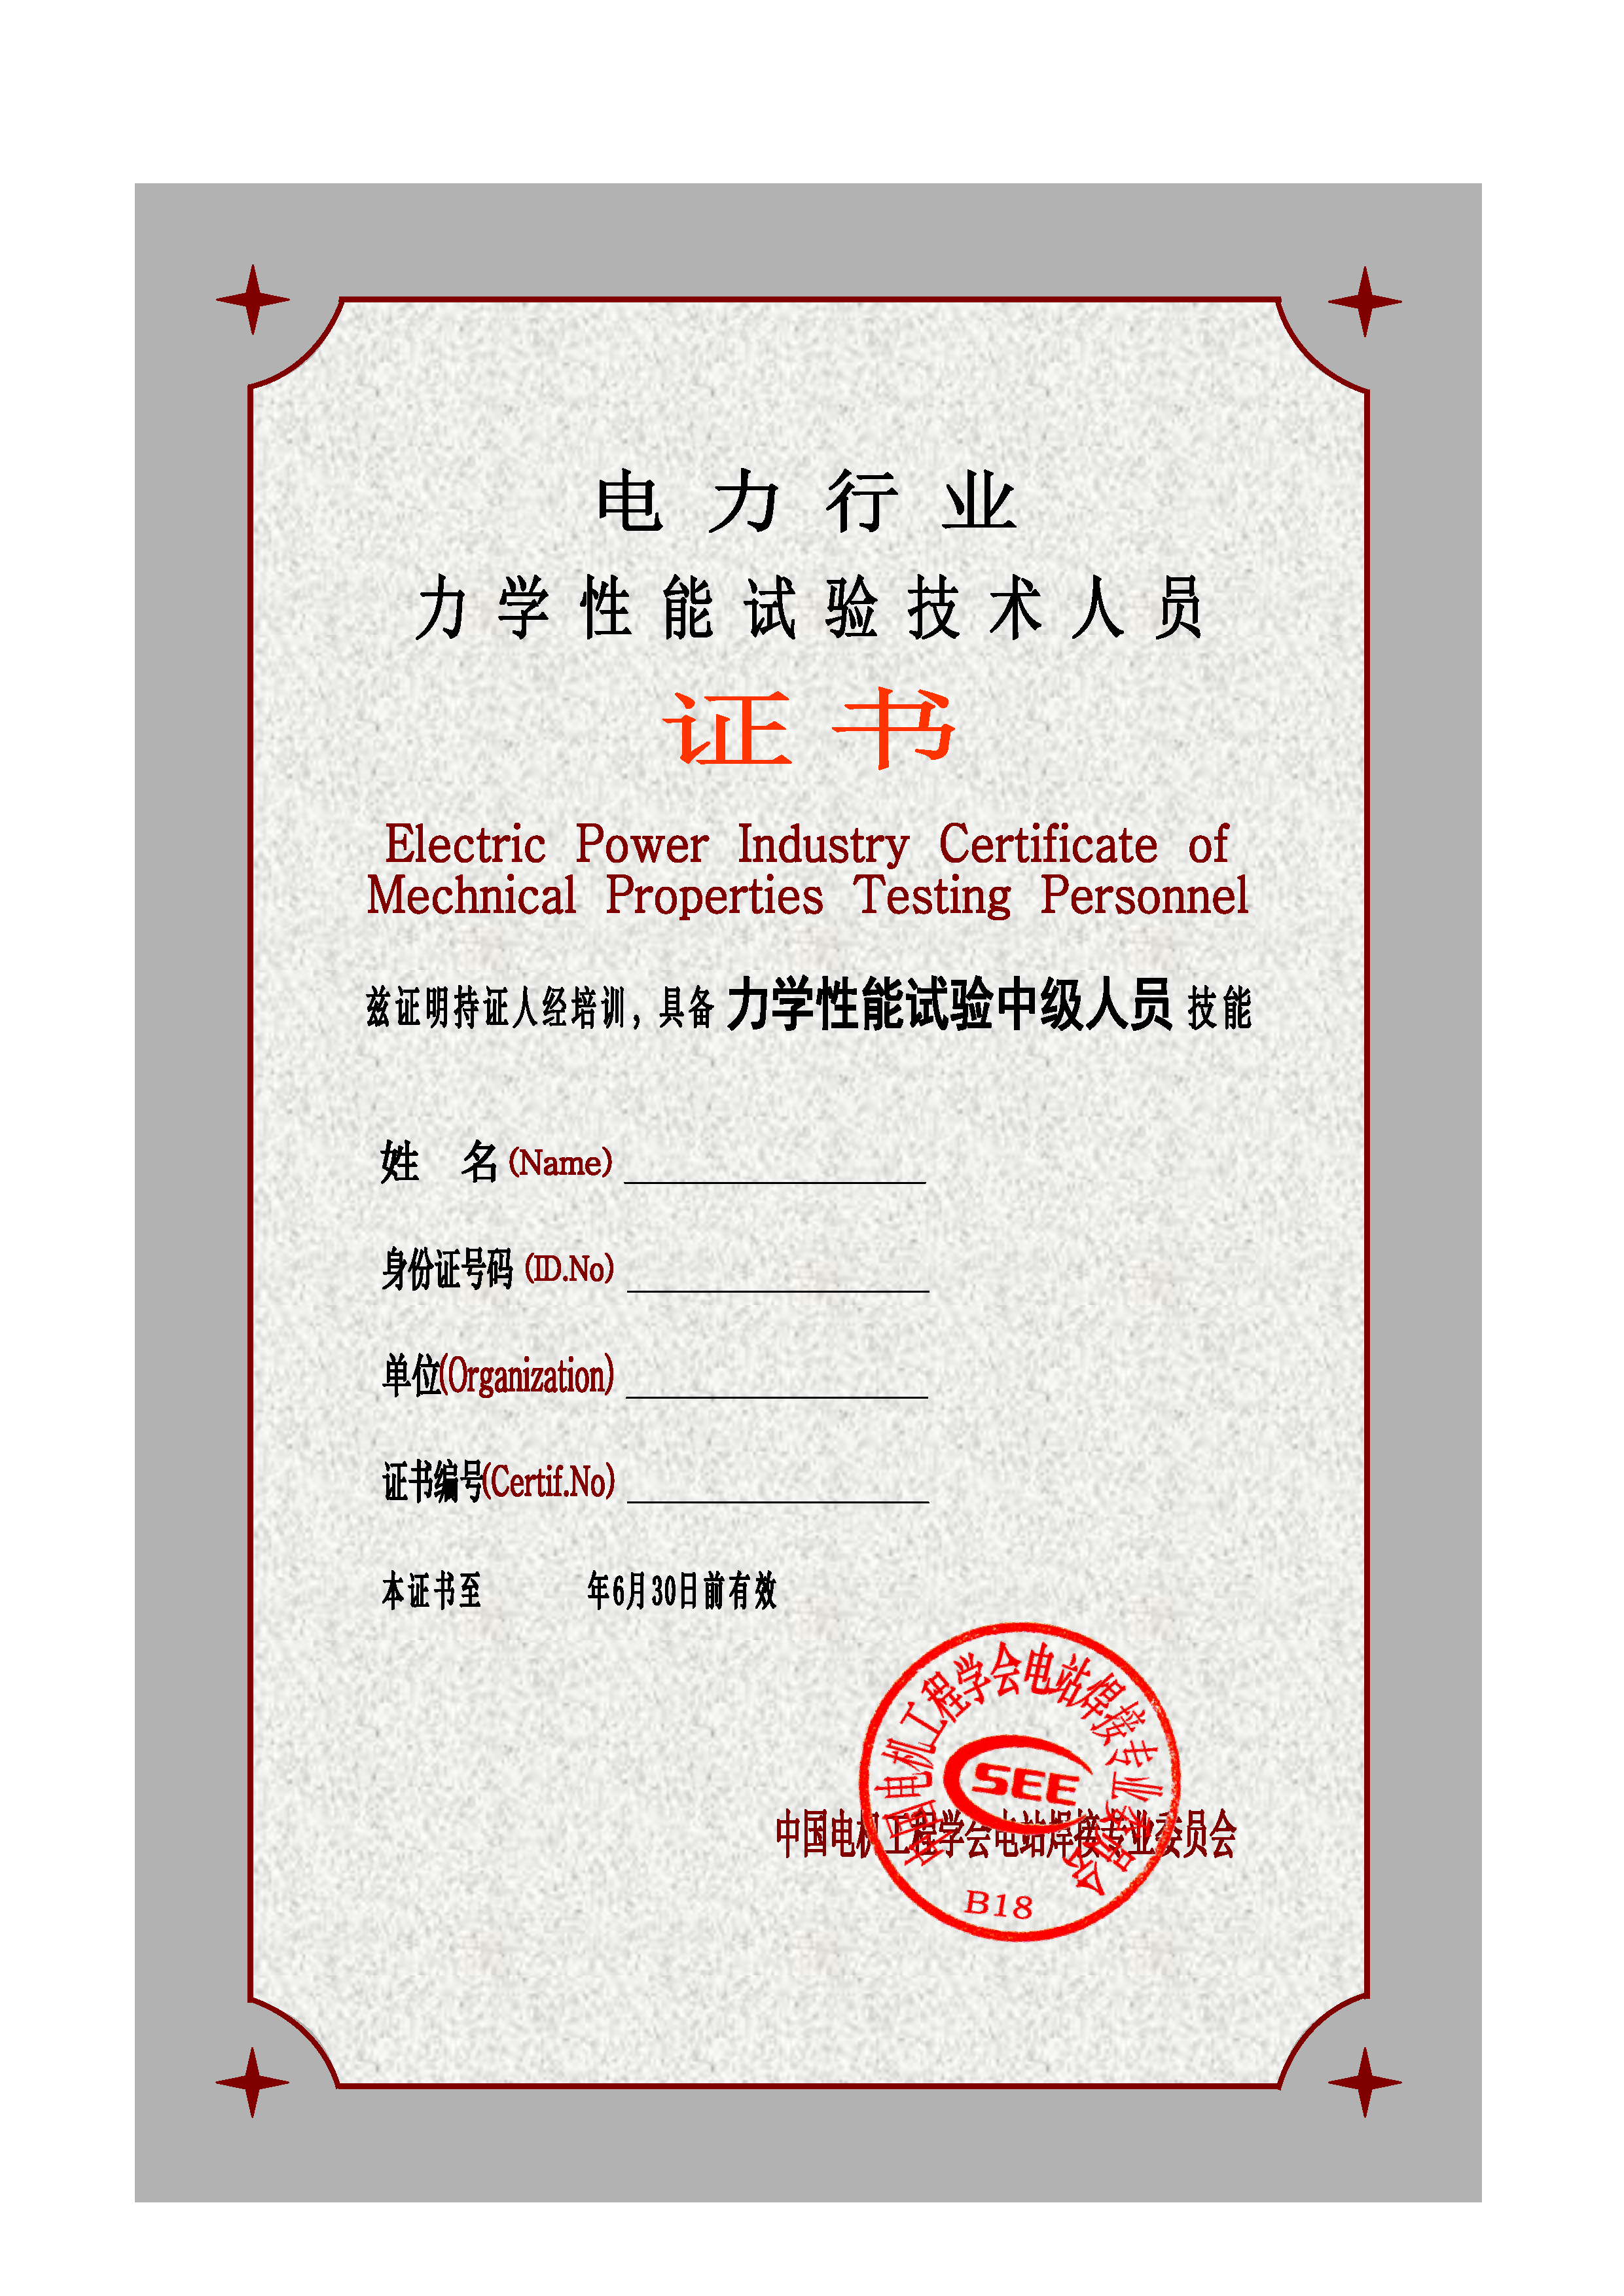 电力行业
力学性能试验技术人员
证书
Electric Power Industry Certificate of
Mechnical Properties Testing Personnel
兹证明持证人经培训，具备 力学性能试验中级人员 技能
姓 名 (Name)
身份证号码 (ID.No)
单位(Organization)
证书编号(Certif.No)
本证书至 年6月30日前有效
中国电机工程学会电站焊接专业委员会
CSEE
中国电机工程学会电站焊接专业委员会
B18